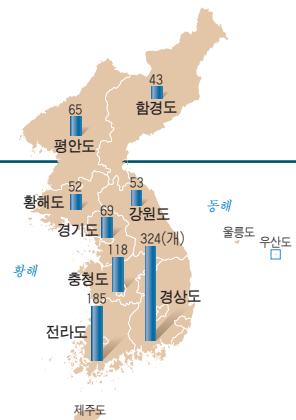 43
함경도
65
평안도
52
황해도
53
강원도
동해
울릉도
우산도
69
경기도
324(개)
황해
118
충청도
경상도
185
전라도
제주도